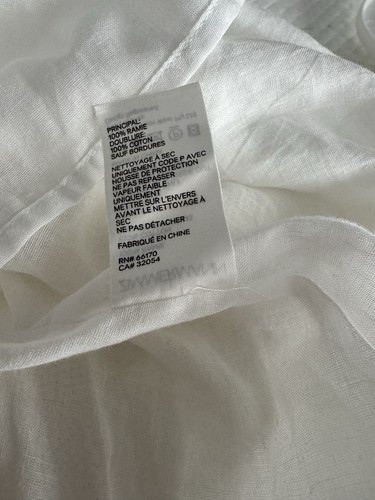 PRINCIPAL:
100% RAMIE
DOUBLURE:
100% COTON
SAUF BORDURES
NETTOYAGE À SEC
UNIQUEMENT CODE P AVEC
HOUSSE DE PROTECTION
NE PAS REPASSER
VAPEUR FAIBLE
UNIQUEMENT
METTRE SUR L'ENVERS
AVANT LE NETTOYAGE À
SEC
NE PAS DÉTACHER
FABRIQUÉ EN CHINE
RN# 66170
CA# 32054